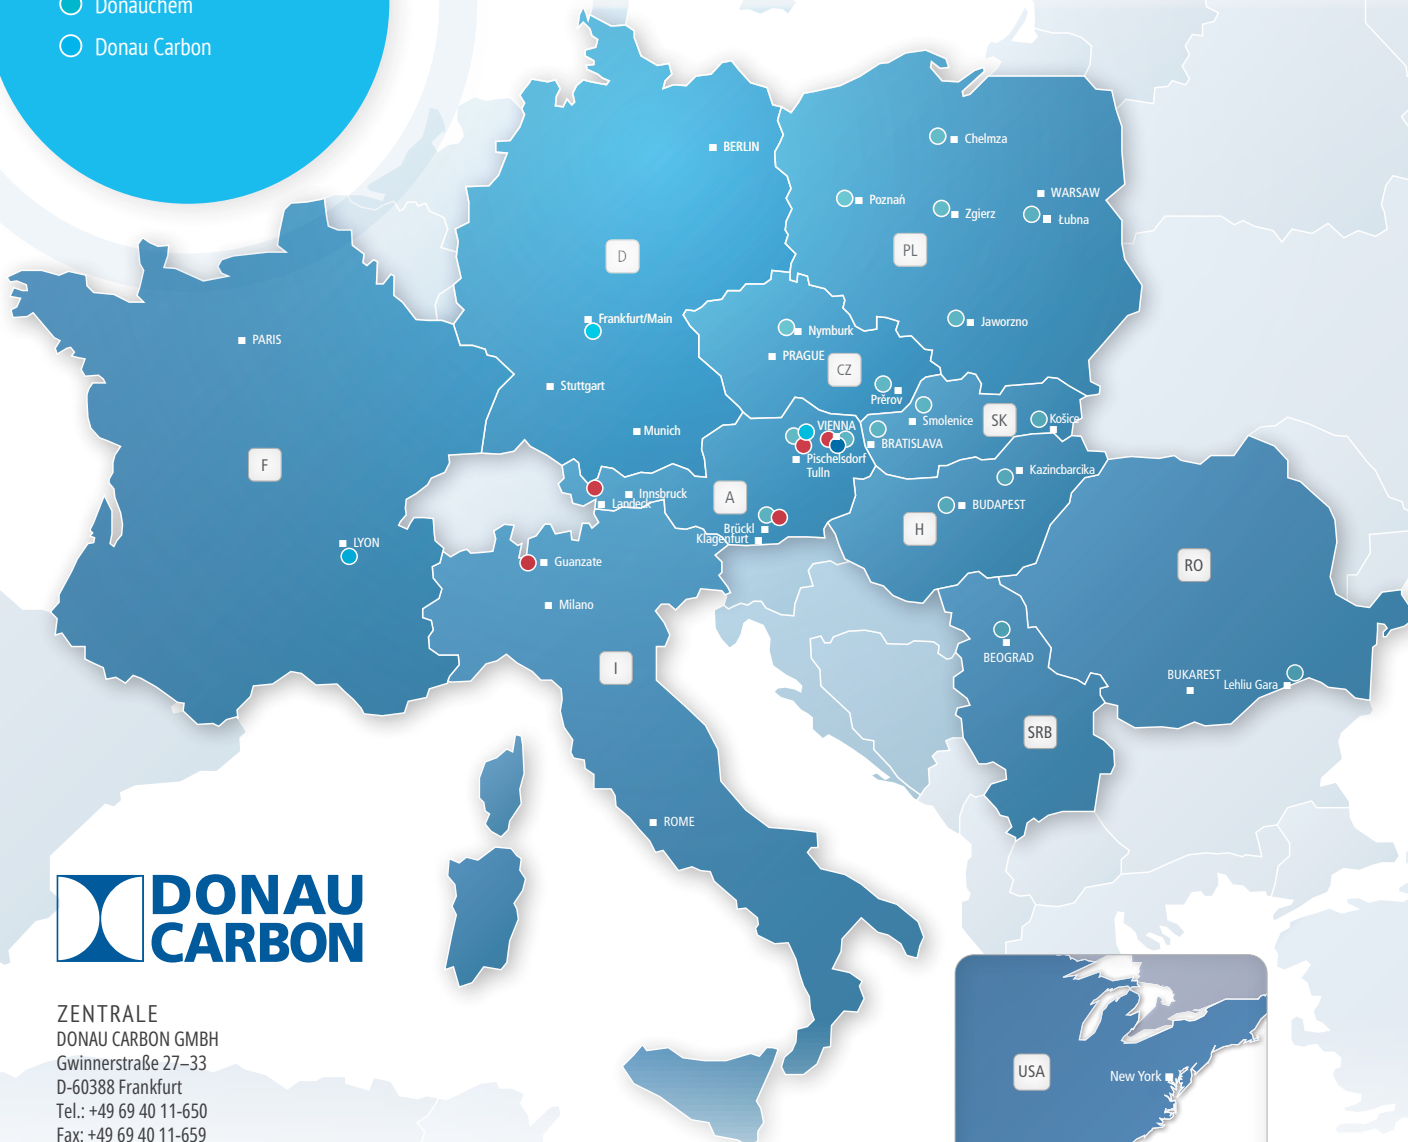 Donauchem
Donau Carbon
BERLIN
Chelmza
WARSAW
Poznań
Zgierz
Łubna
D
PL
Frankfurt/Main
Jaworzno
Nymburk
PARIS
PRAGUE
CZ
Stuttgart
Přerov
Smolenice
SK
Košice
Munich
VIENNA
BRATISLAVA
Pischelsdorf
Tulln
F
Kazincbarcika
Innsbruck
Landeck
A
BUDAPEST
Brückl
Klagenfurt
H
LYON
Guanzate
RO
Milano
BEOGRAD
I
BUKAREST
Lehliu Gara
SRB
ROME
DONAU
CARBON
ZENTRALE
DONAU CARBON GMBH
Gwinnerstraße 27–33
D-60388 Frankfurt
Tel.: +49 69 40 11-650
Fax: +49 69 40 11-659
USA
New York